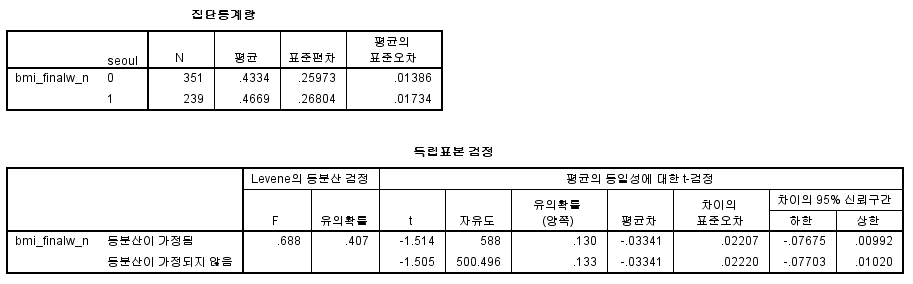 집단통계량
seoul N 평균 표준편차 평균의 표준오차
bmi_finalw_n 0 351 .4334 .25973 .01386
1 239 .4669 .26804 .01734
독립표본 검정
Levene의 등분산 검정 평균의 동일성에 대한 t-검정
차이의 95% 신뢰구간
F 유의확률 t 자유도 유의확률 (양쪽) 평균차 차이의 표준오차 하한 상한
bmi_finalw_n 등분산이 가정됨 .688 .407 -1.514 588 .130 -.03341 .02207 -.07675 .00992
등분산이 가정되지 않음 -1.505 500.496 .133 -.03341 .02220 -.07703 .01020